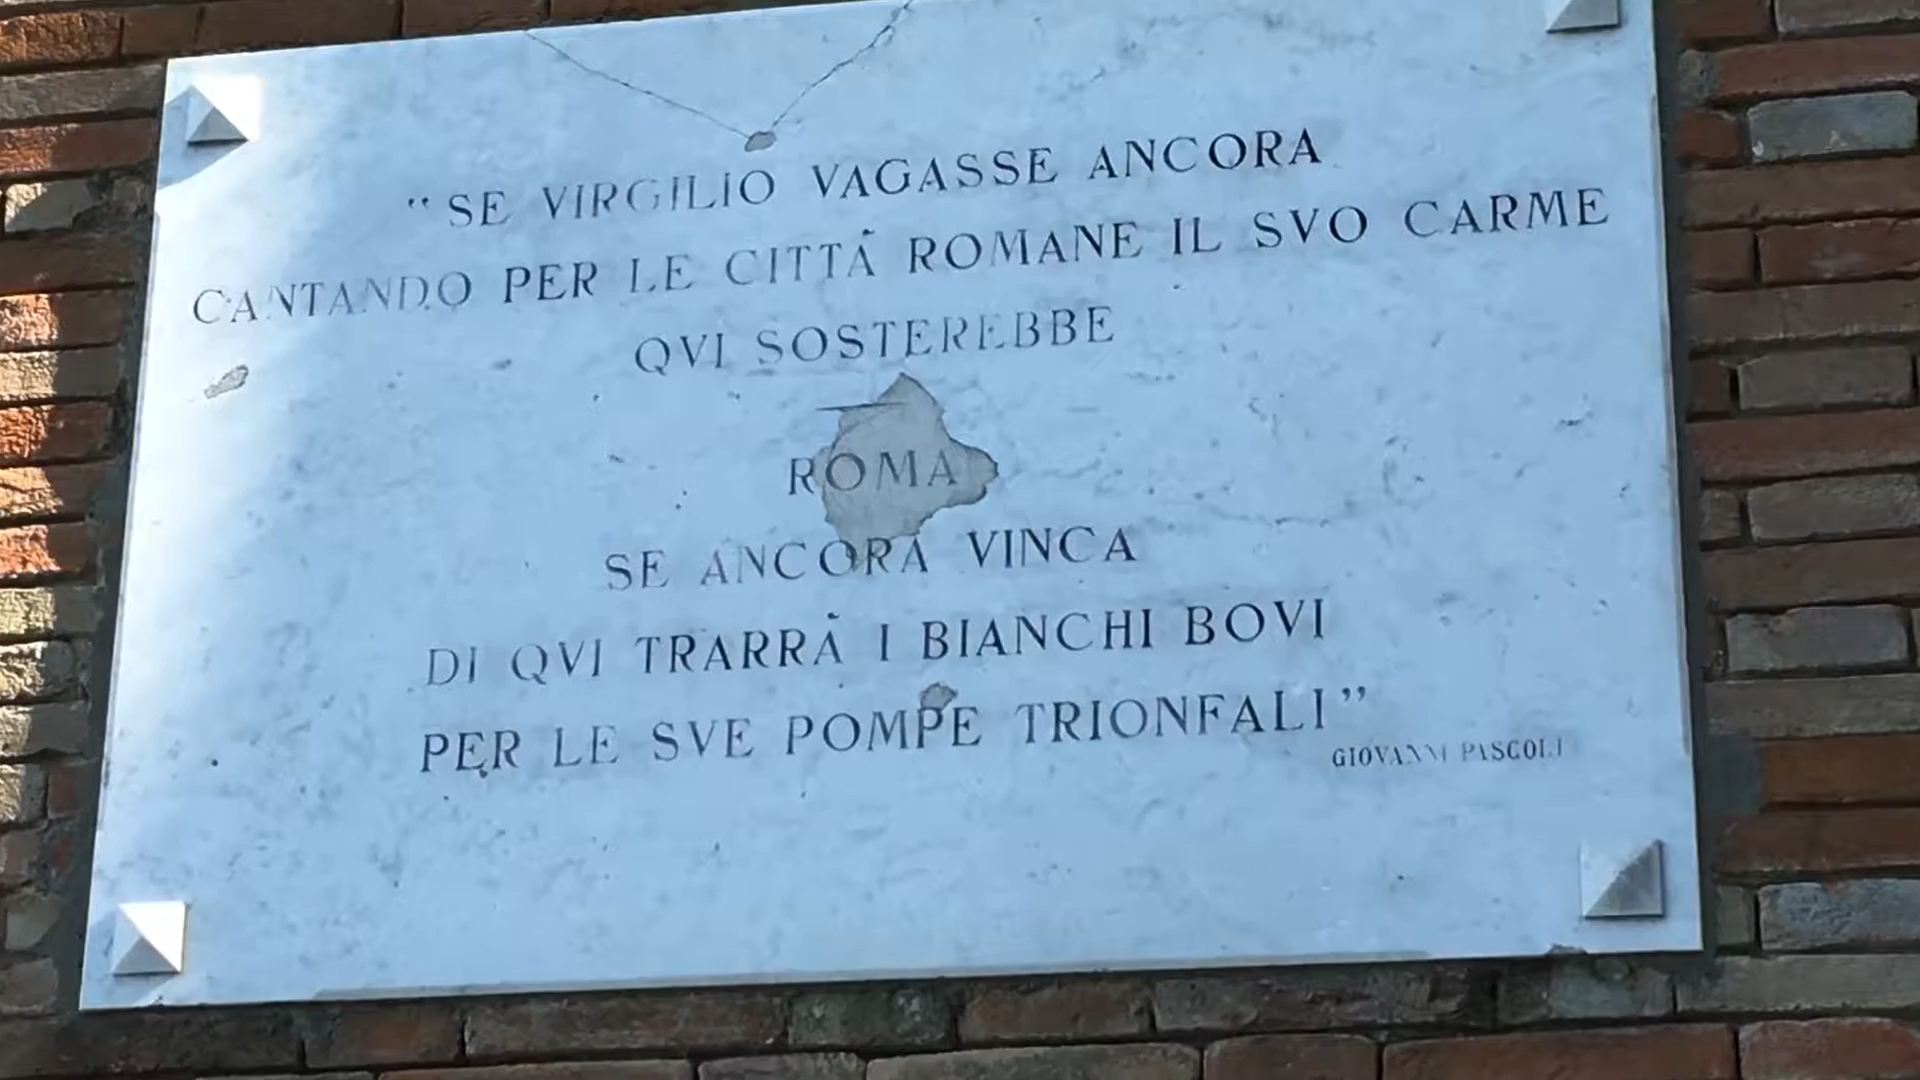 "SE VIRGILIO VAGASSE ANCORA
CANTANDO PER LE CITTÀ ROMANE IL SVO CARME
QVI SOSTEREBBE
ROMA
SE ANCORA VINCA
DI QVI TRARRÀ I BIANCHI BOVI
PER LE SVE POMPE TRIONFALI"
GIOVANNI PASCOLI